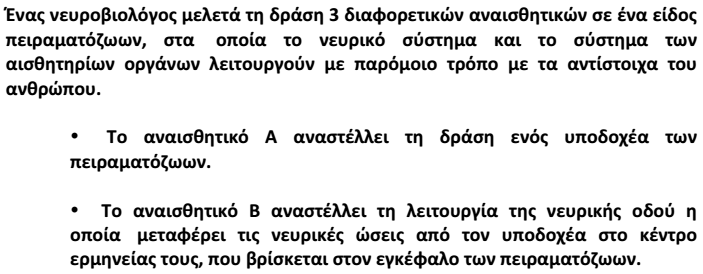 Ένας νευροβιολόγος μελετά τη δράση 3 διαφορετικών αναισθητικών σε ένα είδος
πειραματόζωων, στα οποία το νευρικό σύστημα και το σύστημα των
αισθητηρίων οργάνων λειτουργούν με παρόμοιο τρόπο με τα αντίστοιχα του
ανθρώπου.
• Το αναισθητικό Α αναστέλλει τη δράση ενός υποδοχέα των
πειραματόζωων.
• Το αναισθητικό Β αναστέλλει τη λειτουργία της νευρικής οδού η
οποία μεταφέρει τις νευρικές ώσεις από τον υποδοχέα στο κέντρο
ερμηνείας τους, που βρίσκεται στον εγκέφαλο των πειραματόζωων.